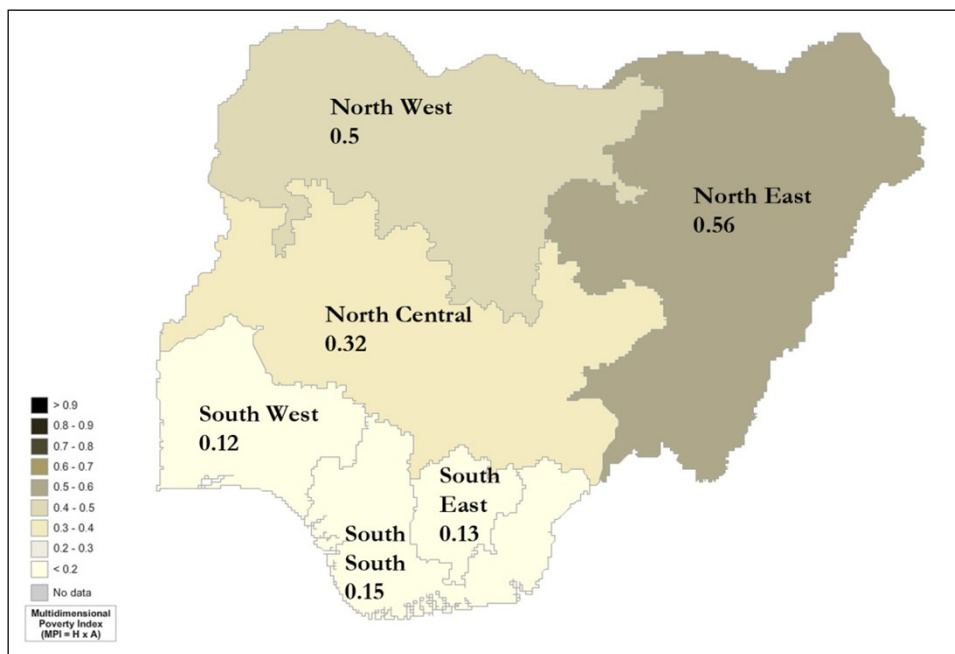 North West
0.5
North East
0.56
North Central
0.32
South West
0.12
South
East
0.13
South
South
0.15
> 0.9
0.8 - 0.9
0.7 - 0.8
0.6 - 0.7
0.5 - 0.6
0.4 - 0.5
0.3 - 0.4
0.2 - 0.3
< 0.2
No data
Multidimensional
Poverty Index
(MPI = H x A)